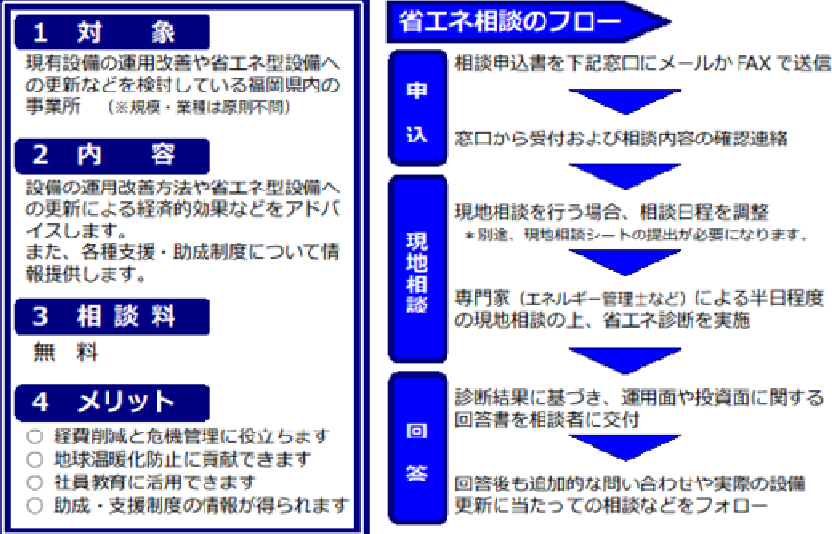 1 対 象
現有設備の運用改善や省エネ型設備へ
の更新などを検討している福岡県内の
事業所 （※規模・業種は原則不問）
2 内 容
設備の運用改善方法や省エネ型設備へ
の更新による経済的効果などをアドバ
イスします。
また、各種支援・助成制度について情
報提供します。
3 相 談 料
無 料
4 メリット
○ 経費削減と危機管理に役立ちます
○ 地球温暖化防止に貢献できます
○ 社員教育に活用できます
○ 助成・支援制度の情報が得られます
省エネ相談のフロー
申込
相談申込書を下記窓口にメールか FAX で送信
窓口から受付および相談内容の確認連絡
現地相談
現地相談を行う場合、相談日程を調整
＊別途、現地相談シートの提出が必要になります。
専門家（エネルギー管理士など）による半日程度
の現地相談の上、省エネ診断を実施
回答
診断結果に基づき、運用面や投資面に関する
回答書を相談者に交付
回答後も追加的な問い合わせや実際の設備
更新に当たっての相談などをフォロー